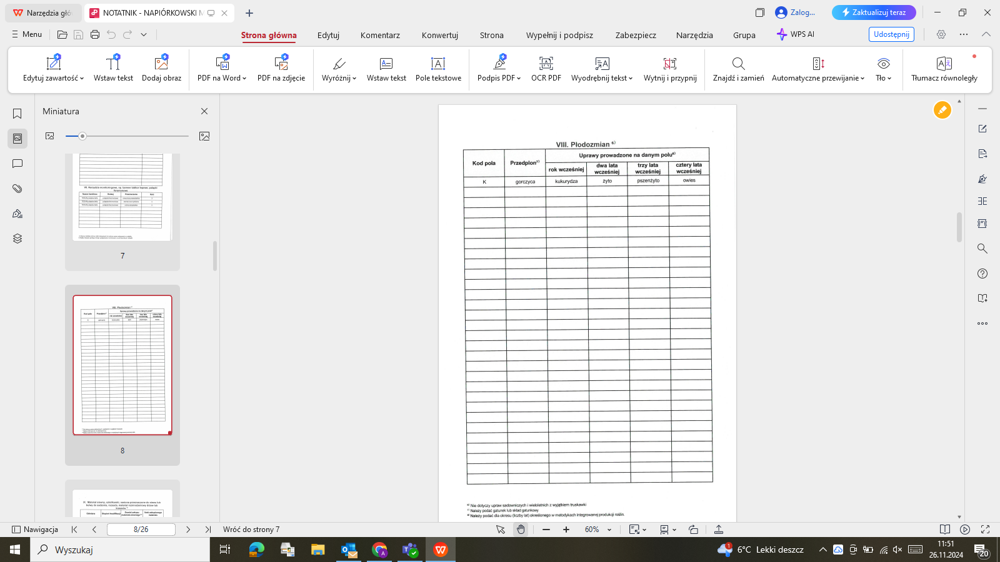 Narzędzia głó
NOTATNIK - NAPIÓRKOWSKI M
Zalog...
Zaktualizuj teraz
Menu
Strona główna
Edytuj
Komentarz
Konwertuj
Strona
Wypełnij i podpisz
Zabezpiecz
Narzędzia
Grupa
WPS AI
Udostępnij
Edytuj zawartość
Wstaw tekst
Dodaj obraz
PDF na Word
PDF na zdjęcie
Wyróżnij
Wstaw tekst
Pole tekstowe
Podpis PDF
OCR PDF
Wyodrębnij tekst
Wytnij i przypnij
Znajdź i zamień
Automatyczne przewijanie
Tło
Tłumacz równoległy
Miniatura
7
8
VIII. Płodozmian 6)
Kod pola
Przedplon7)
Uprawy prowadzone na danym polu8)
rok wcześniej
dwa lata wcześniej
trzy lata wcześniej
cztery lata wcześniej
K gorczyca kukurydza żyto pszenżyto owies
6) Nie dotyczy upraw sadowniczych i wieloletnich z wyjątkiem truskawki
7) Należy podać gatunek lub skład gatunkowy
8) Należy podać dla okresu (liczby lat) określonego w metodykach integrowanej produkcji roślin.
Nawigacja
8/26
Wróć do strony 7
60%
Wyszukaj
1
6°C Lekki deszcz
11:51
26.11.2024
20